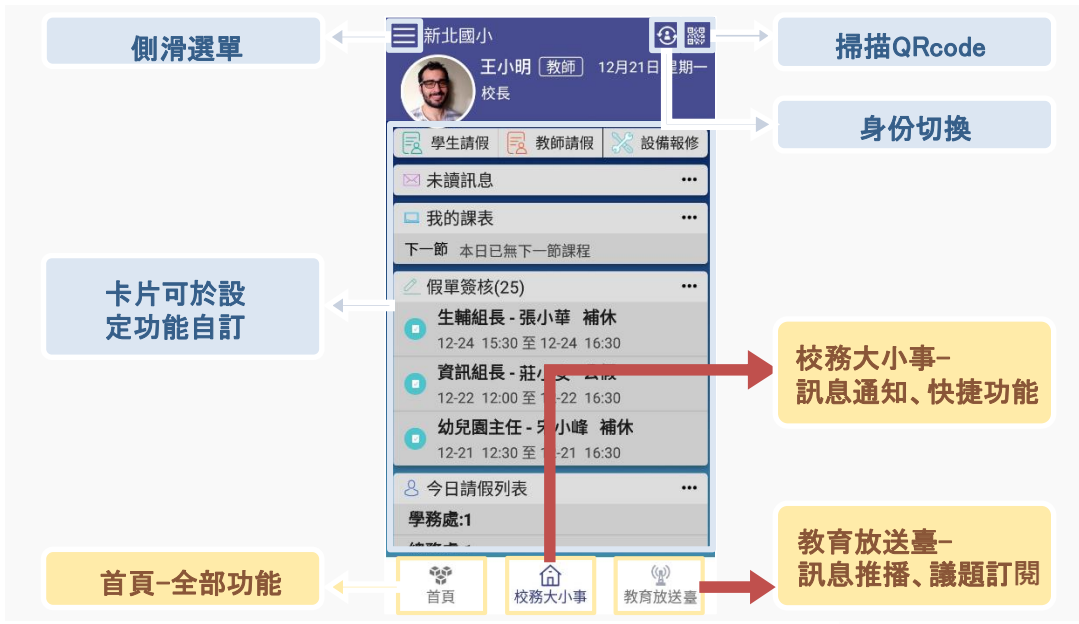 側滑選單
新北國小
掃描QRcode
王小明 教師 12月21日 星期一
校長
身份切換
學生請假 教師請假 設備報修
未讀訊息
我的課表
下一節 本日已無下一節課程
卡片可於設
定功能自訂
假單簽核(25)
生輔組長 - 張小華 補休
12-24 15:30 至 12-24 16:30
校務大小事-
訊息通知、快捷功能
資訊組長 - 莊小
12-22 12:00 至 -22 16:30
幼兒園主任 - 小峰 補休
12-21 12:30 至 -21 16:30
今日請假列表
學務處:1
教育放送臺-
訊息推播、議題訂閱
首頁-全部功能
首頁
校務大小事
教育放送臺